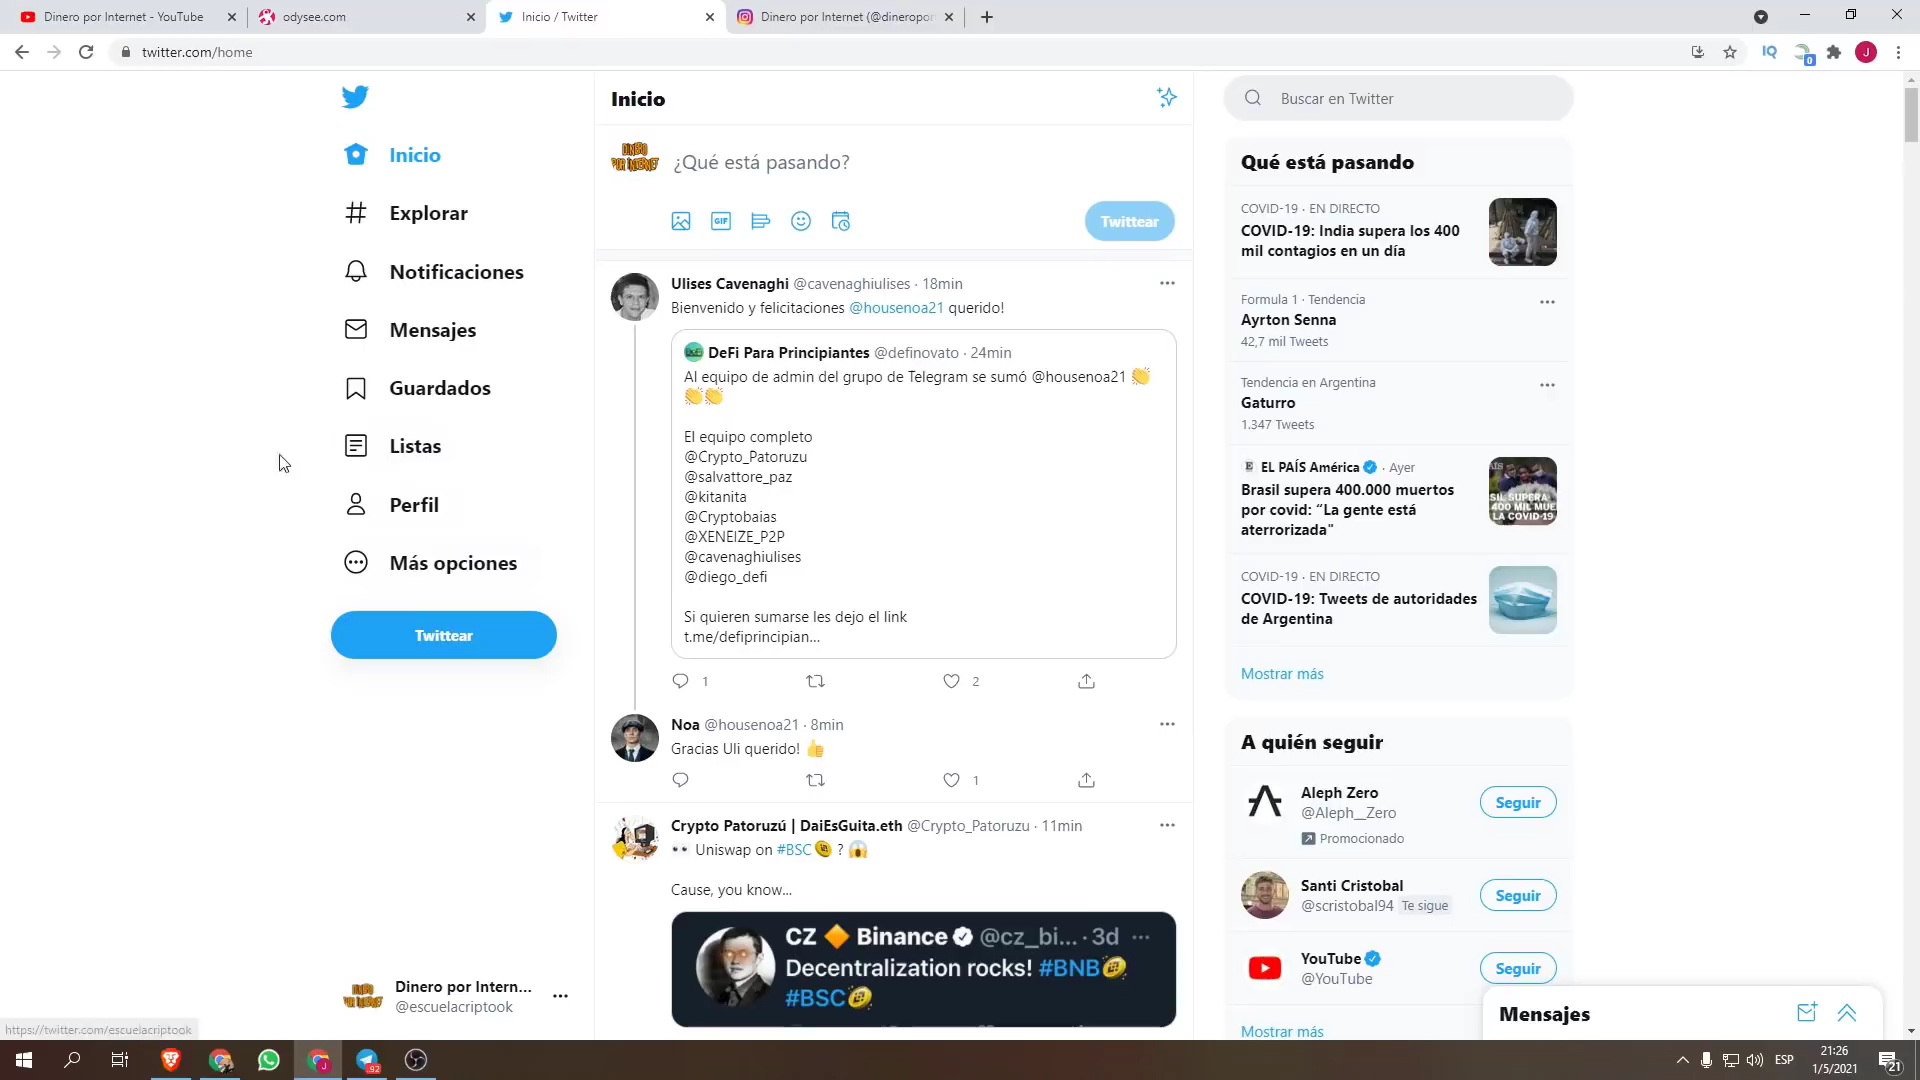 Dinero por Internet - YouTube
odysee.com
Inicio / Twitter
Dinero por Internet (@dineropor
twitter.com/home
IQ
0
J
Inicio
Explorar
Notificaciones
Mensajes
Guardados
Listas
Perfil
Más opciones
Twittear
Dinero por Intern...
@escuelacriptook
https://twitter.com/escuelacriptook
Inicio
DINERO
POR INTERNET
¿Qué está pasando?
GIF
Twittear
Ulises Cavenaghi @cavenaghiulises · 18min
Bienvenido y felicitaciones @housenoa21 querido!
DeFi Para Principiantes @definovato · 24min
Al equipo de admin del grupo de Telegram se sumó @housenoa21 👏
👏👏
El equipo completo
@Crypto_Patoruzu
@salvattore_paz
@kitanita
@Cryptobaias
@XENEIZE_P2P
@cavenaghiulises
@diego_defi
Si quieren sumarse les dejo el link
t.me/defiprincipian...
1
2
Noa @housenoa21 · 8min
Gracias Uli querido! 👍
1
Crypto Patoruzú | DaiEsGuita.eth @Crypto_Patoruzu · 11min
👀 Uniswap on #BSC ? 😱
Cause, you know...
CZ 🔶 Binance @cz_bi... · 3d
Decentralization rocks! #BNB
#BSC
Buscar en Twitter
Qué está pasando
COVID-19 · EN DIRECTO
COVID-19: India supera los 400
mil contagios en un día
Formula 1 · Tendencia
Ayrton Senna
42,7 mil Tweets
Tendencia en Argentina
Gaturro
1.347 Tweets
EL PAÍS América · Ayer
Brasil supera 400.000 muertos
por covid: “La gente está
aterrorizada"
COVID-19 · EN DIRECTO
COVID-19: Tweets de autoridades
de Argentina
Mostrar más
A quién seguir
Aleph Zero
@Aleph__Zero
Promocionado
Seguir
Santi Cristobal
@scristobal94 Te sigue
Seguir
YouTube
@YouTube
Seguir
Mostrar más
Mensajes
92
ESP
21:26
1/5/2021
21